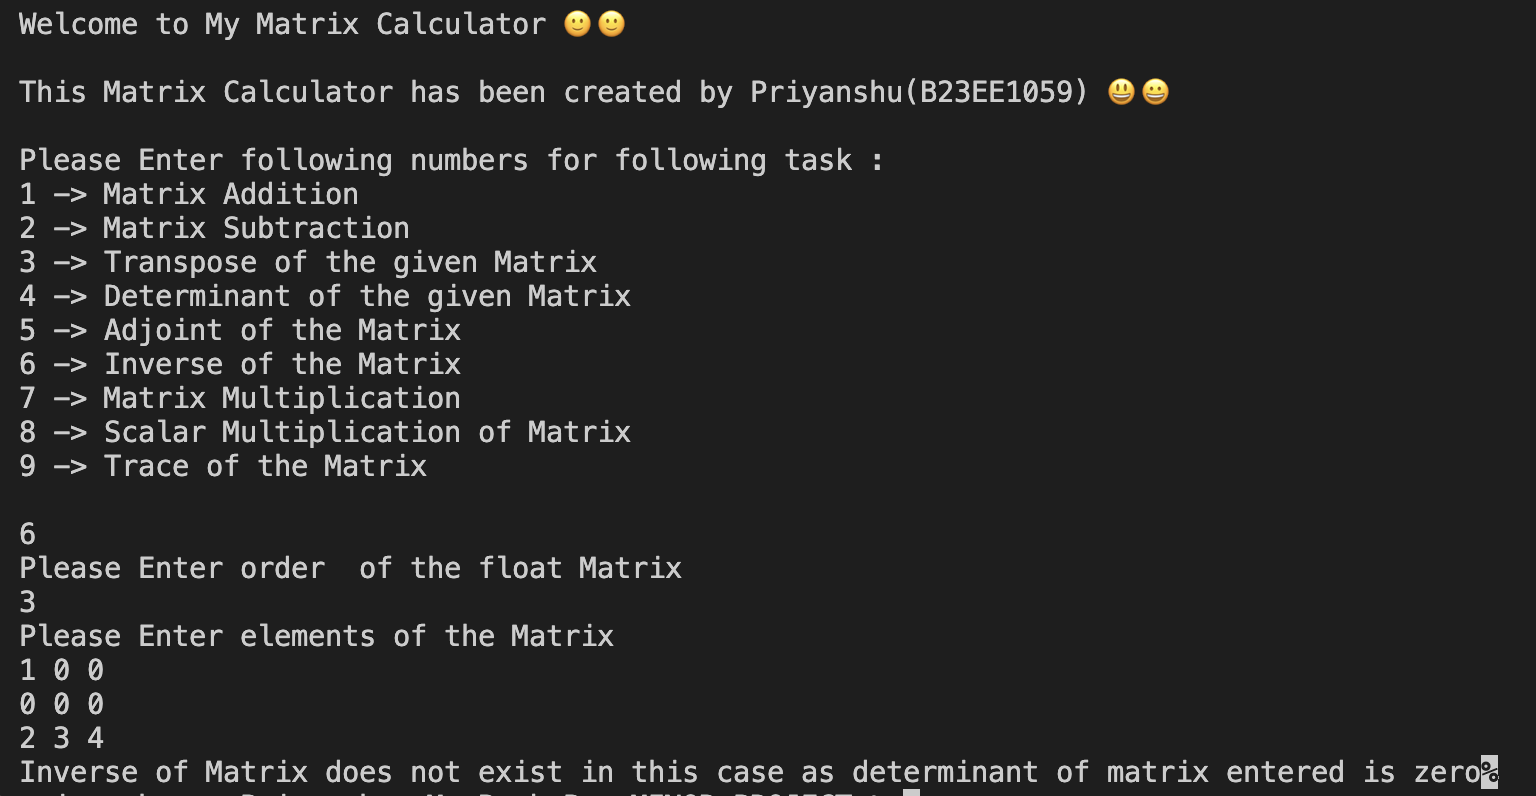 Welcome to My Matrix Calculator 🙂🙂
This Matrix Calculator has been created by Priyanshu(B23EE1059) 😃😀
Please Enter following numbers for following task :
1 –> Matrix Addition
2 –> Matrix Subtraction
3 –> Transpose of the given Matrix
4 –> Determinant of the given Matrix
5 –> Adjoint of the Matrix
6 –> Inverse of the Matrix
7 –> Matrix Multiplication
8 –> Scalar Multiplication of Matrix
9 –> Trace of the Matrix
6
Please Enter order  of the float Matrix
3
Please Enter elements of the Matrix
1 0 0
0 0 0
2 3 4
Inverse of Matrix does not exist in this case as determinant of matrix entered is zero%